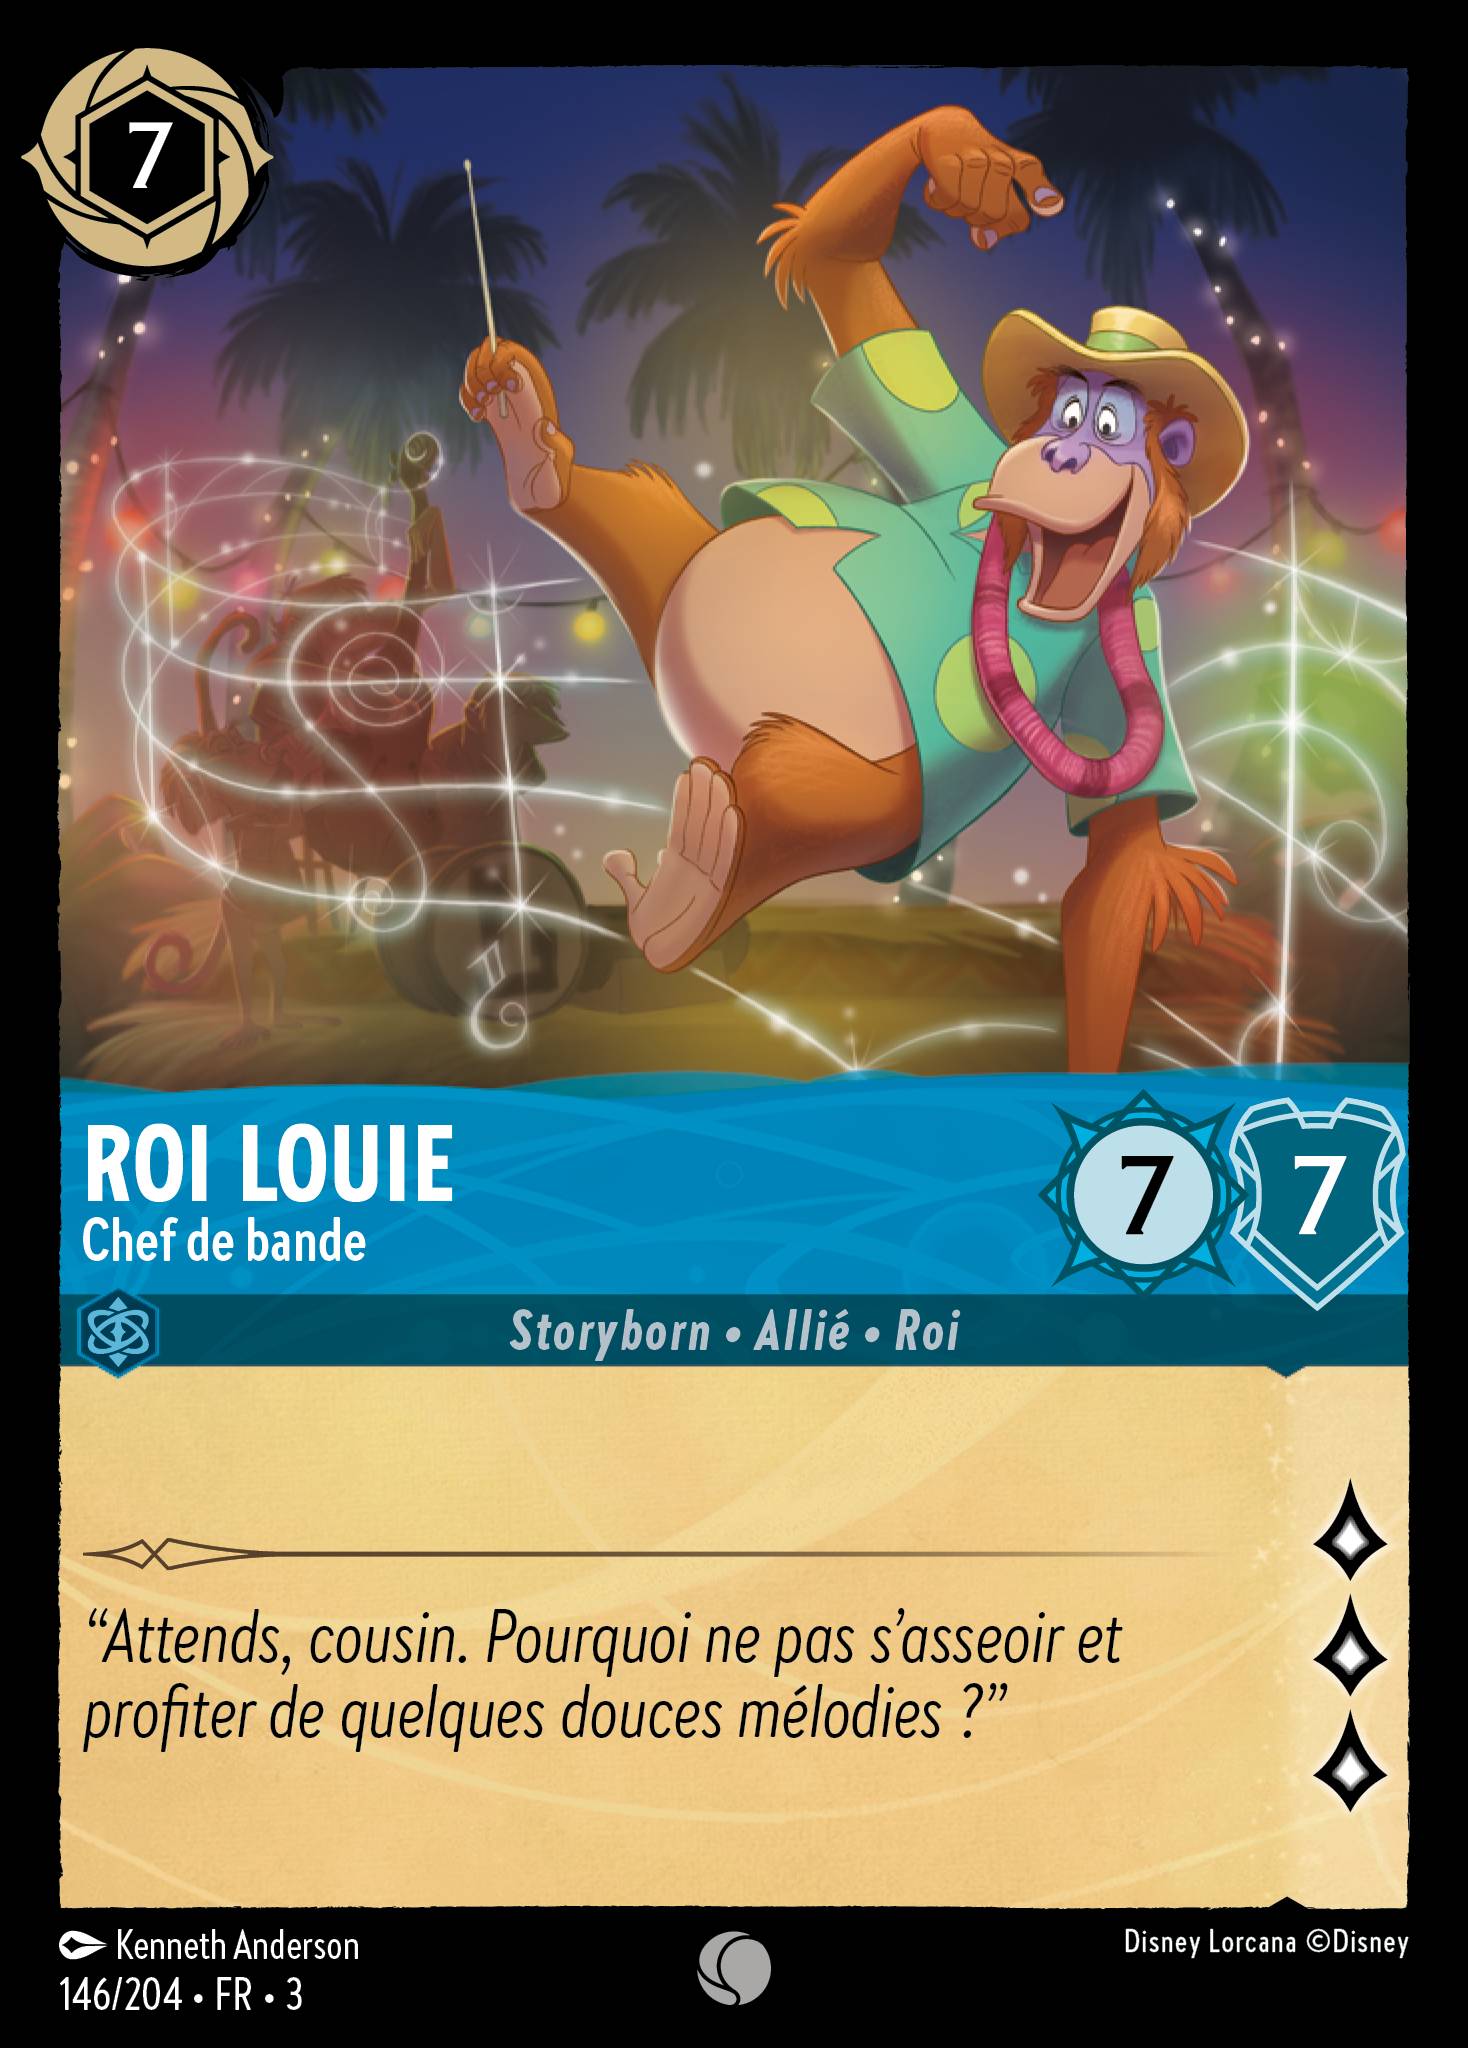 7
ROI LOUIE
Chef de bande
7
7
Storyborn • Allié • Roi
“Attends, cousin. Pourquoi ne pas s’asseoir et
profiter de quelques douces mélodies ?”
Kenneth Anderson
Disney Lorcana ©Disney
146/204 • FR • 3